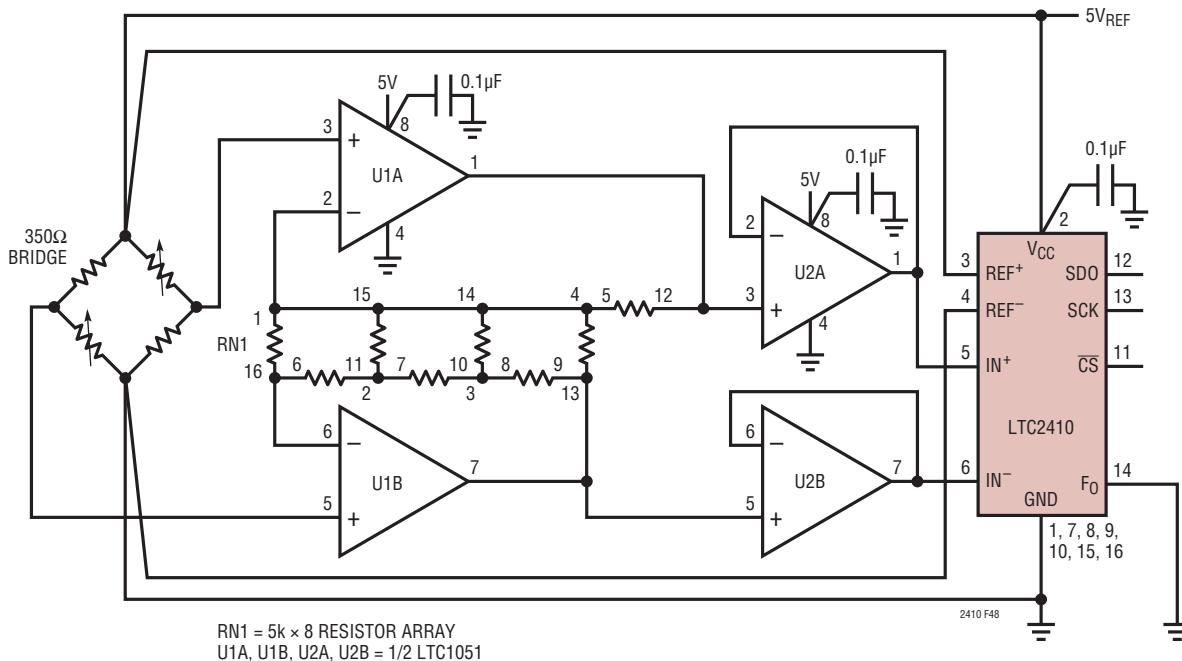 5VREF
5V
0.1µF
8
3
+
U1A
1
2
−
4
350Ω
BRIDGE
5V
0.1µF
8
2
−
U2A
1
3
+
4
0.1µF
2
VCC
3
REF+
SDO
12
4
REF−
SCK
13
5
IN+
CS
11
LTC2410
6
IN−
FO
14
GND
1, 7, 8, 9,
10, 15, 16
15
14
4
5
12
1
RN1
16
6
11
7
10
8
9
2
3
13
6
−
U1B
7
5
+
6
−
U2B
7
5
+
2410 F48
RN1 = 5k × 8 RESISTOR ARRAY
U1A, U1B, U2A, U2B = 1/2 LTC1051